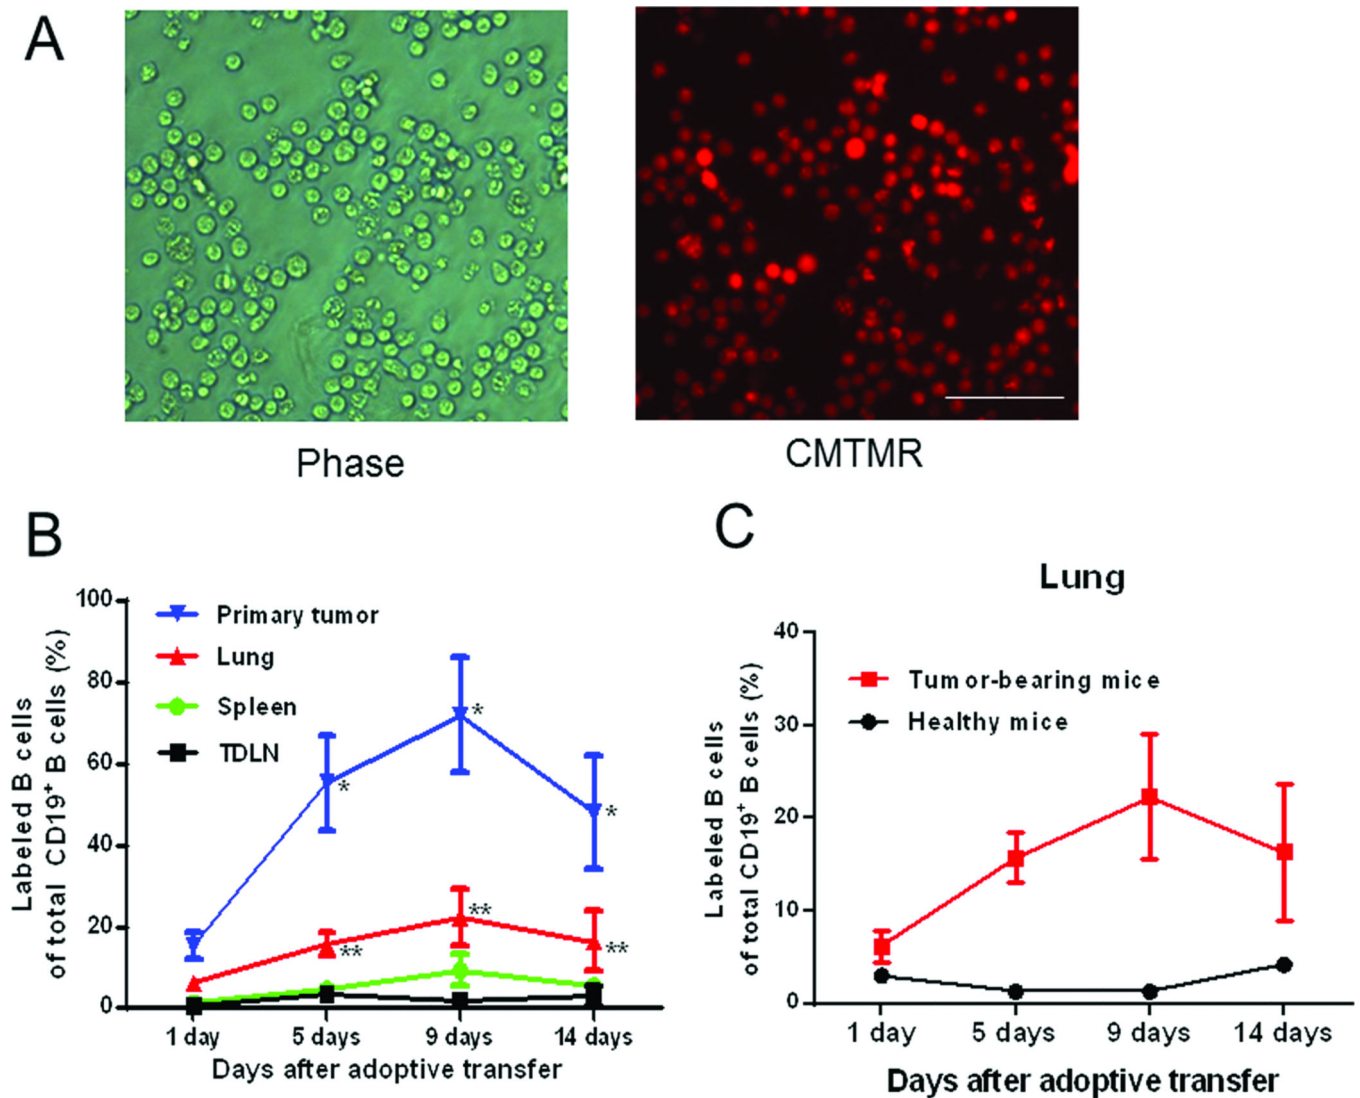 A
Phase
CMTMR
B
Labeled B cells
of total CD19⁺ B cells (%)
100
80
60
40
20
0
Primary tumor
Lung
Spleen
TDLN
*
*
*
**
**
**
1 day
5 days
9 days
14 days
Days after adoptive transfer
C
Lung
Labeled B cells
of total CD19⁺ B cells (%)
40
30
20
10
0
Tumor-bearing mice
Healthy mice
1 day
5 days
9 days
14 days
Days after adoptive transfer